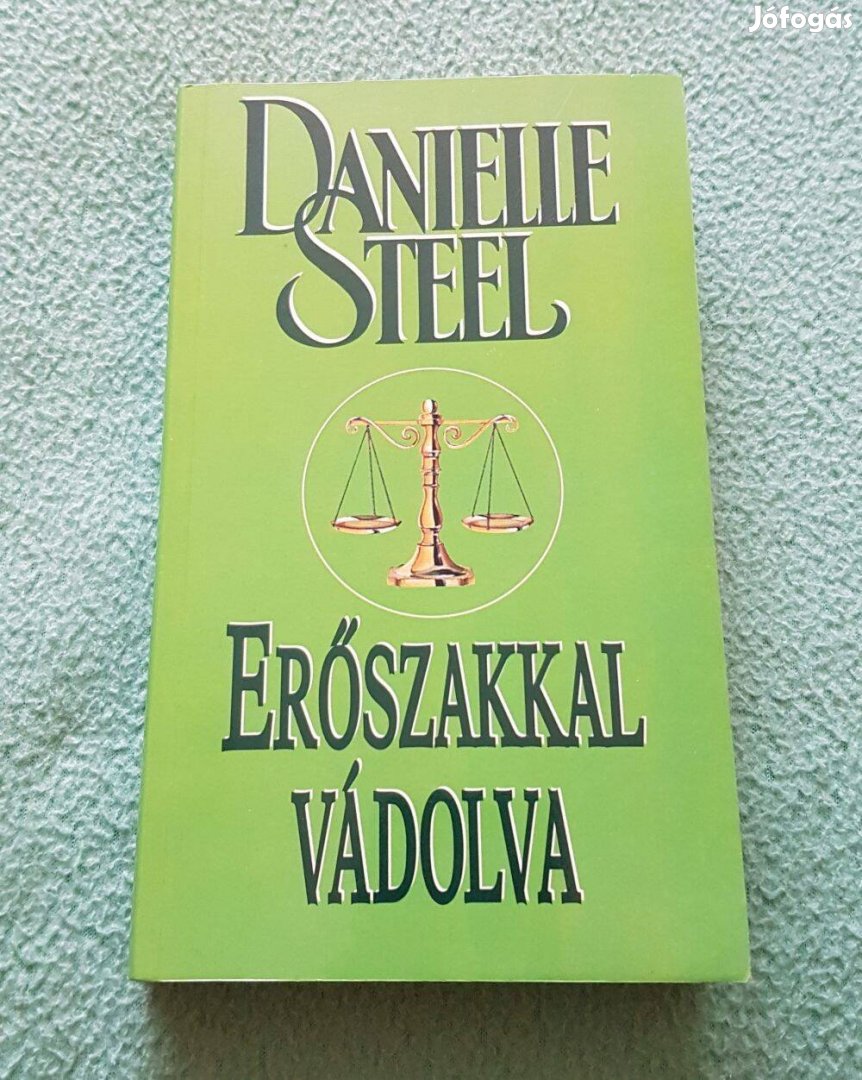 Jófogás
DANIELLE
STEEL
ERŐSZAKKAL
VÁDOLVA